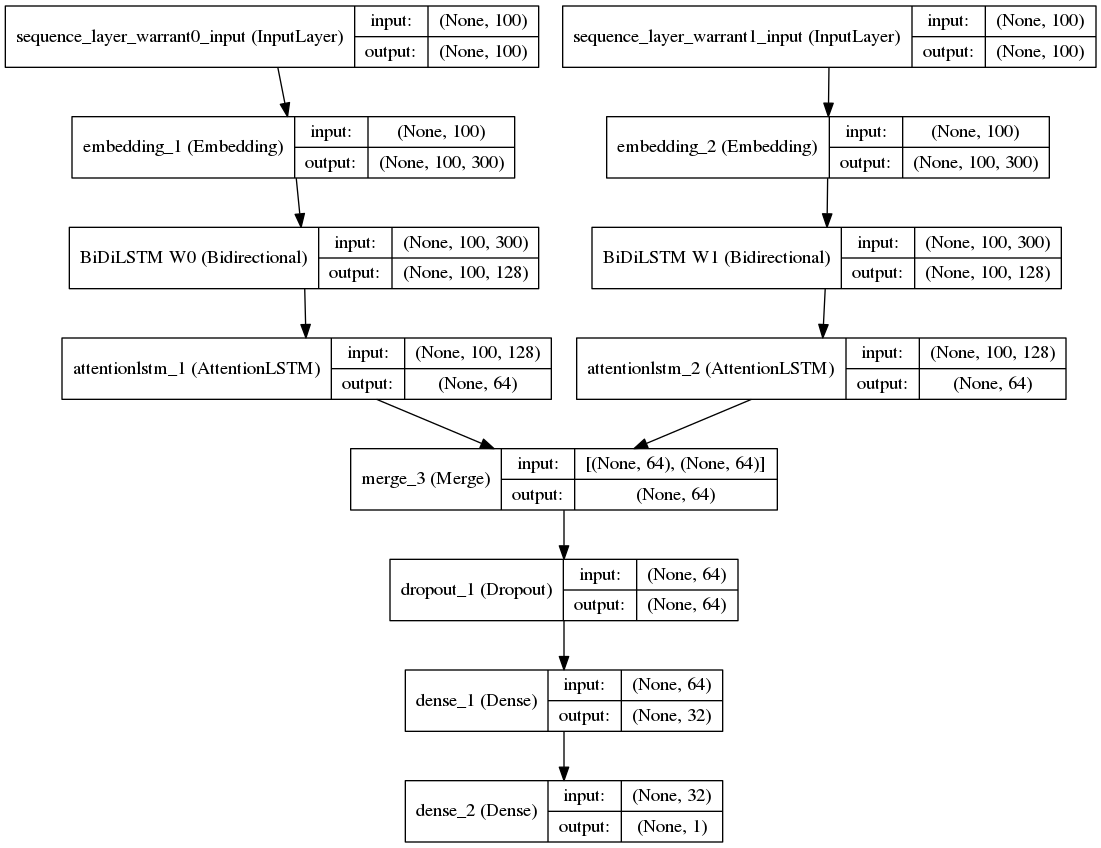 sequence_layer_warrant0_input (InputLayer)
input:
(None, 100)
output:
(None, 100)
sequence_layer_warrant1_input (InputLayer)
input:
(None, 100)
output:
(None, 100)
embedding_1 (Embedding)
input:
(None, 100)
output:
(None, 100, 300)
embedding_2 (Embedding)
input:
(None, 100)
output:
(None, 100, 300)
BiDiLSTM W0 (Bidirectional)
input:
(None, 100, 300)
output:
(None, 100, 128)
BiDiLSTM W1 (Bidirectional)
input:
(None, 100, 300)
output:
(None, 100, 128)
attentionlstm_1 (AttentionLSTM)
input:
(None, 100, 128)
output:
(None, 64)
attentionlstm_2 (AttentionLSTM)
input:
(None, 100, 128)
output:
(None, 64)
merge_3 (Merge)
input:
[(None, 64), (None, 64)]
output:
(None, 64)
dropout_1 (Dropout)
input:
(None, 64)
output:
(None, 64)
dense_1 (Dense)
input:
(None, 64)
output:
(None, 32)
dense_2 (Dense)
input:
(None, 32)
output:
(None, 1)